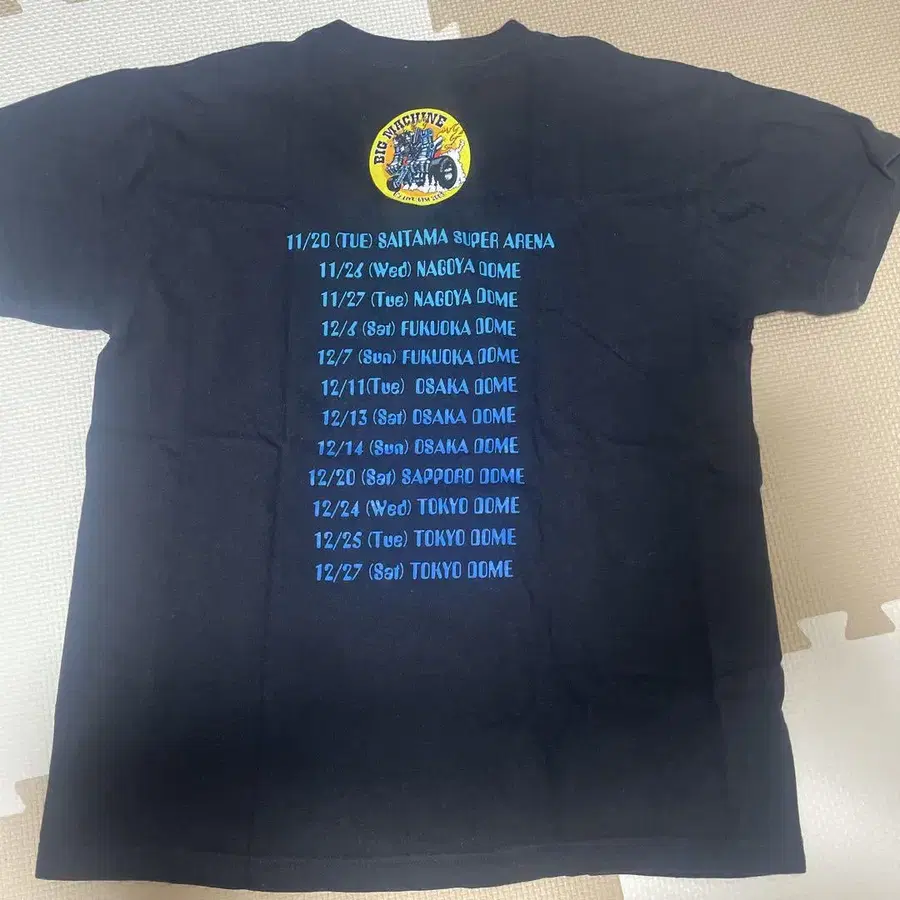 BIG MACHINE
11/20 (TUE) SAITAMA SUPER ARENA
11/26 (Wed) NAGOYA DOME
11/27 (Tue) NAGOYA DOME
12/6 (Sat) FUKUOKA DOME
12/7 (Sun) FUKUOKA DOME
12/11(Tue) OSAKA DOME
12/13 (Sat) OSAKA DOME
12/14 (Sun) OSAKA DOME
12/20 (Sat) SAPPORO DOME
12/24 (Wed) TOKYO DOME
12/25 (Tue) TOKYO DOME
12/27 (Sat) TOKYO DOME